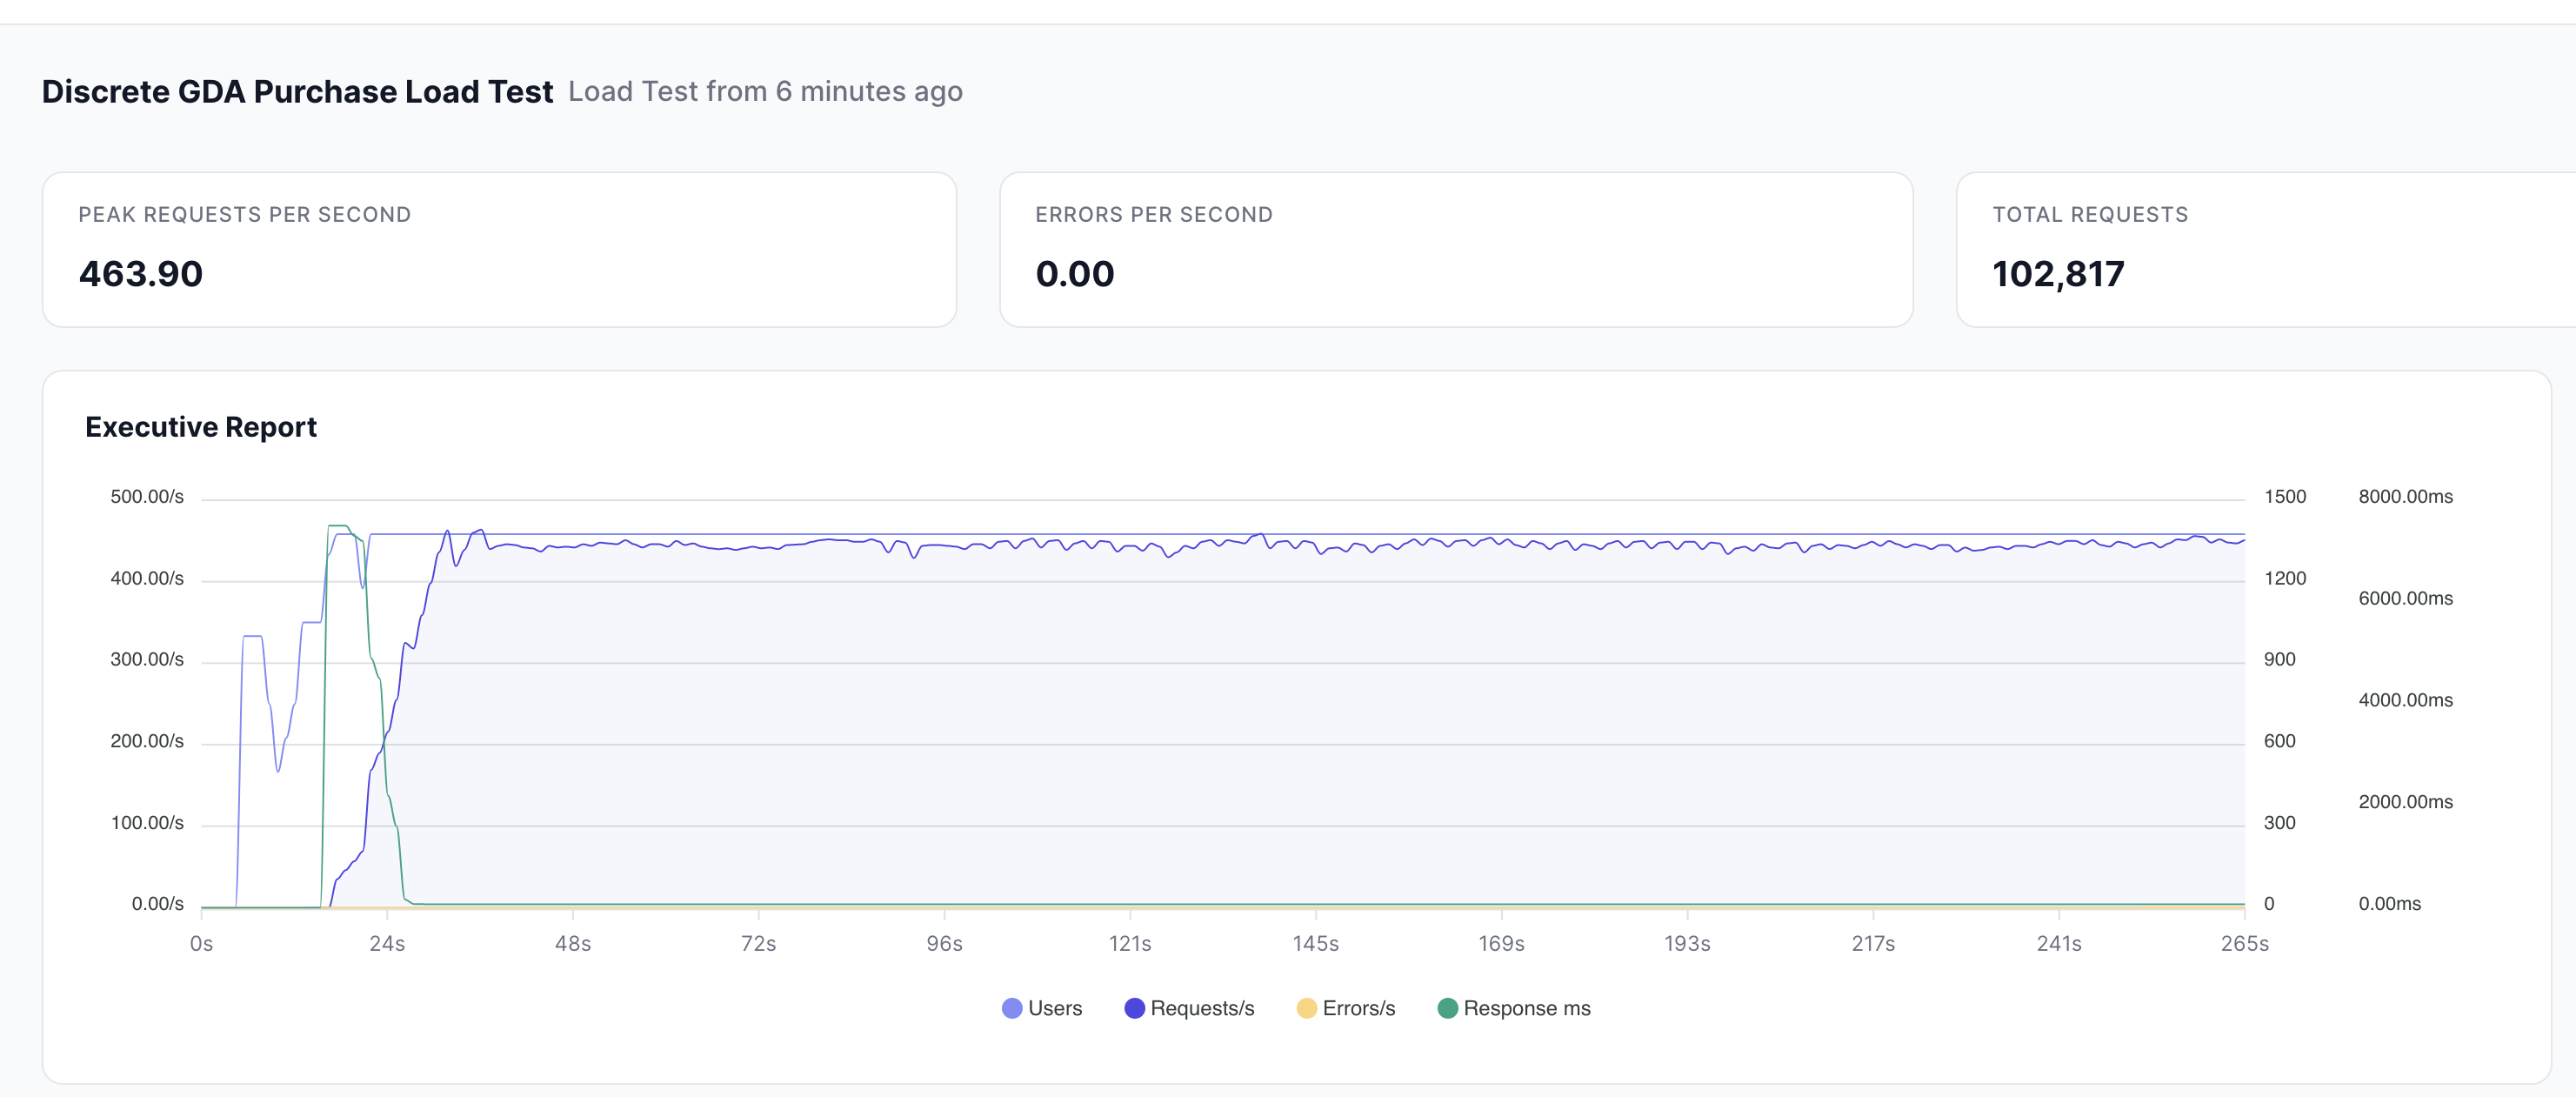 Discrete GDA Purchase Load Test Load Test from 6 minutes ago
PEAK REQUESTS PER SECOND
463.90
ERRORS PER SECOND
0.00
TOTAL REQUESTS
102,817
Executive Report
500.00/s
400.00/s
300.00/s
200.00/s
100.00/s
0.00/s
1500
1200
900
600
300
0
8000.00ms
6000.00ms
4000.00ms
2000.00ms
0.00ms
0s 24s 48s 72s 96s 121s 145s 169s 193s 217s 241s 265s
Users Requests/s Errors/s Response ms